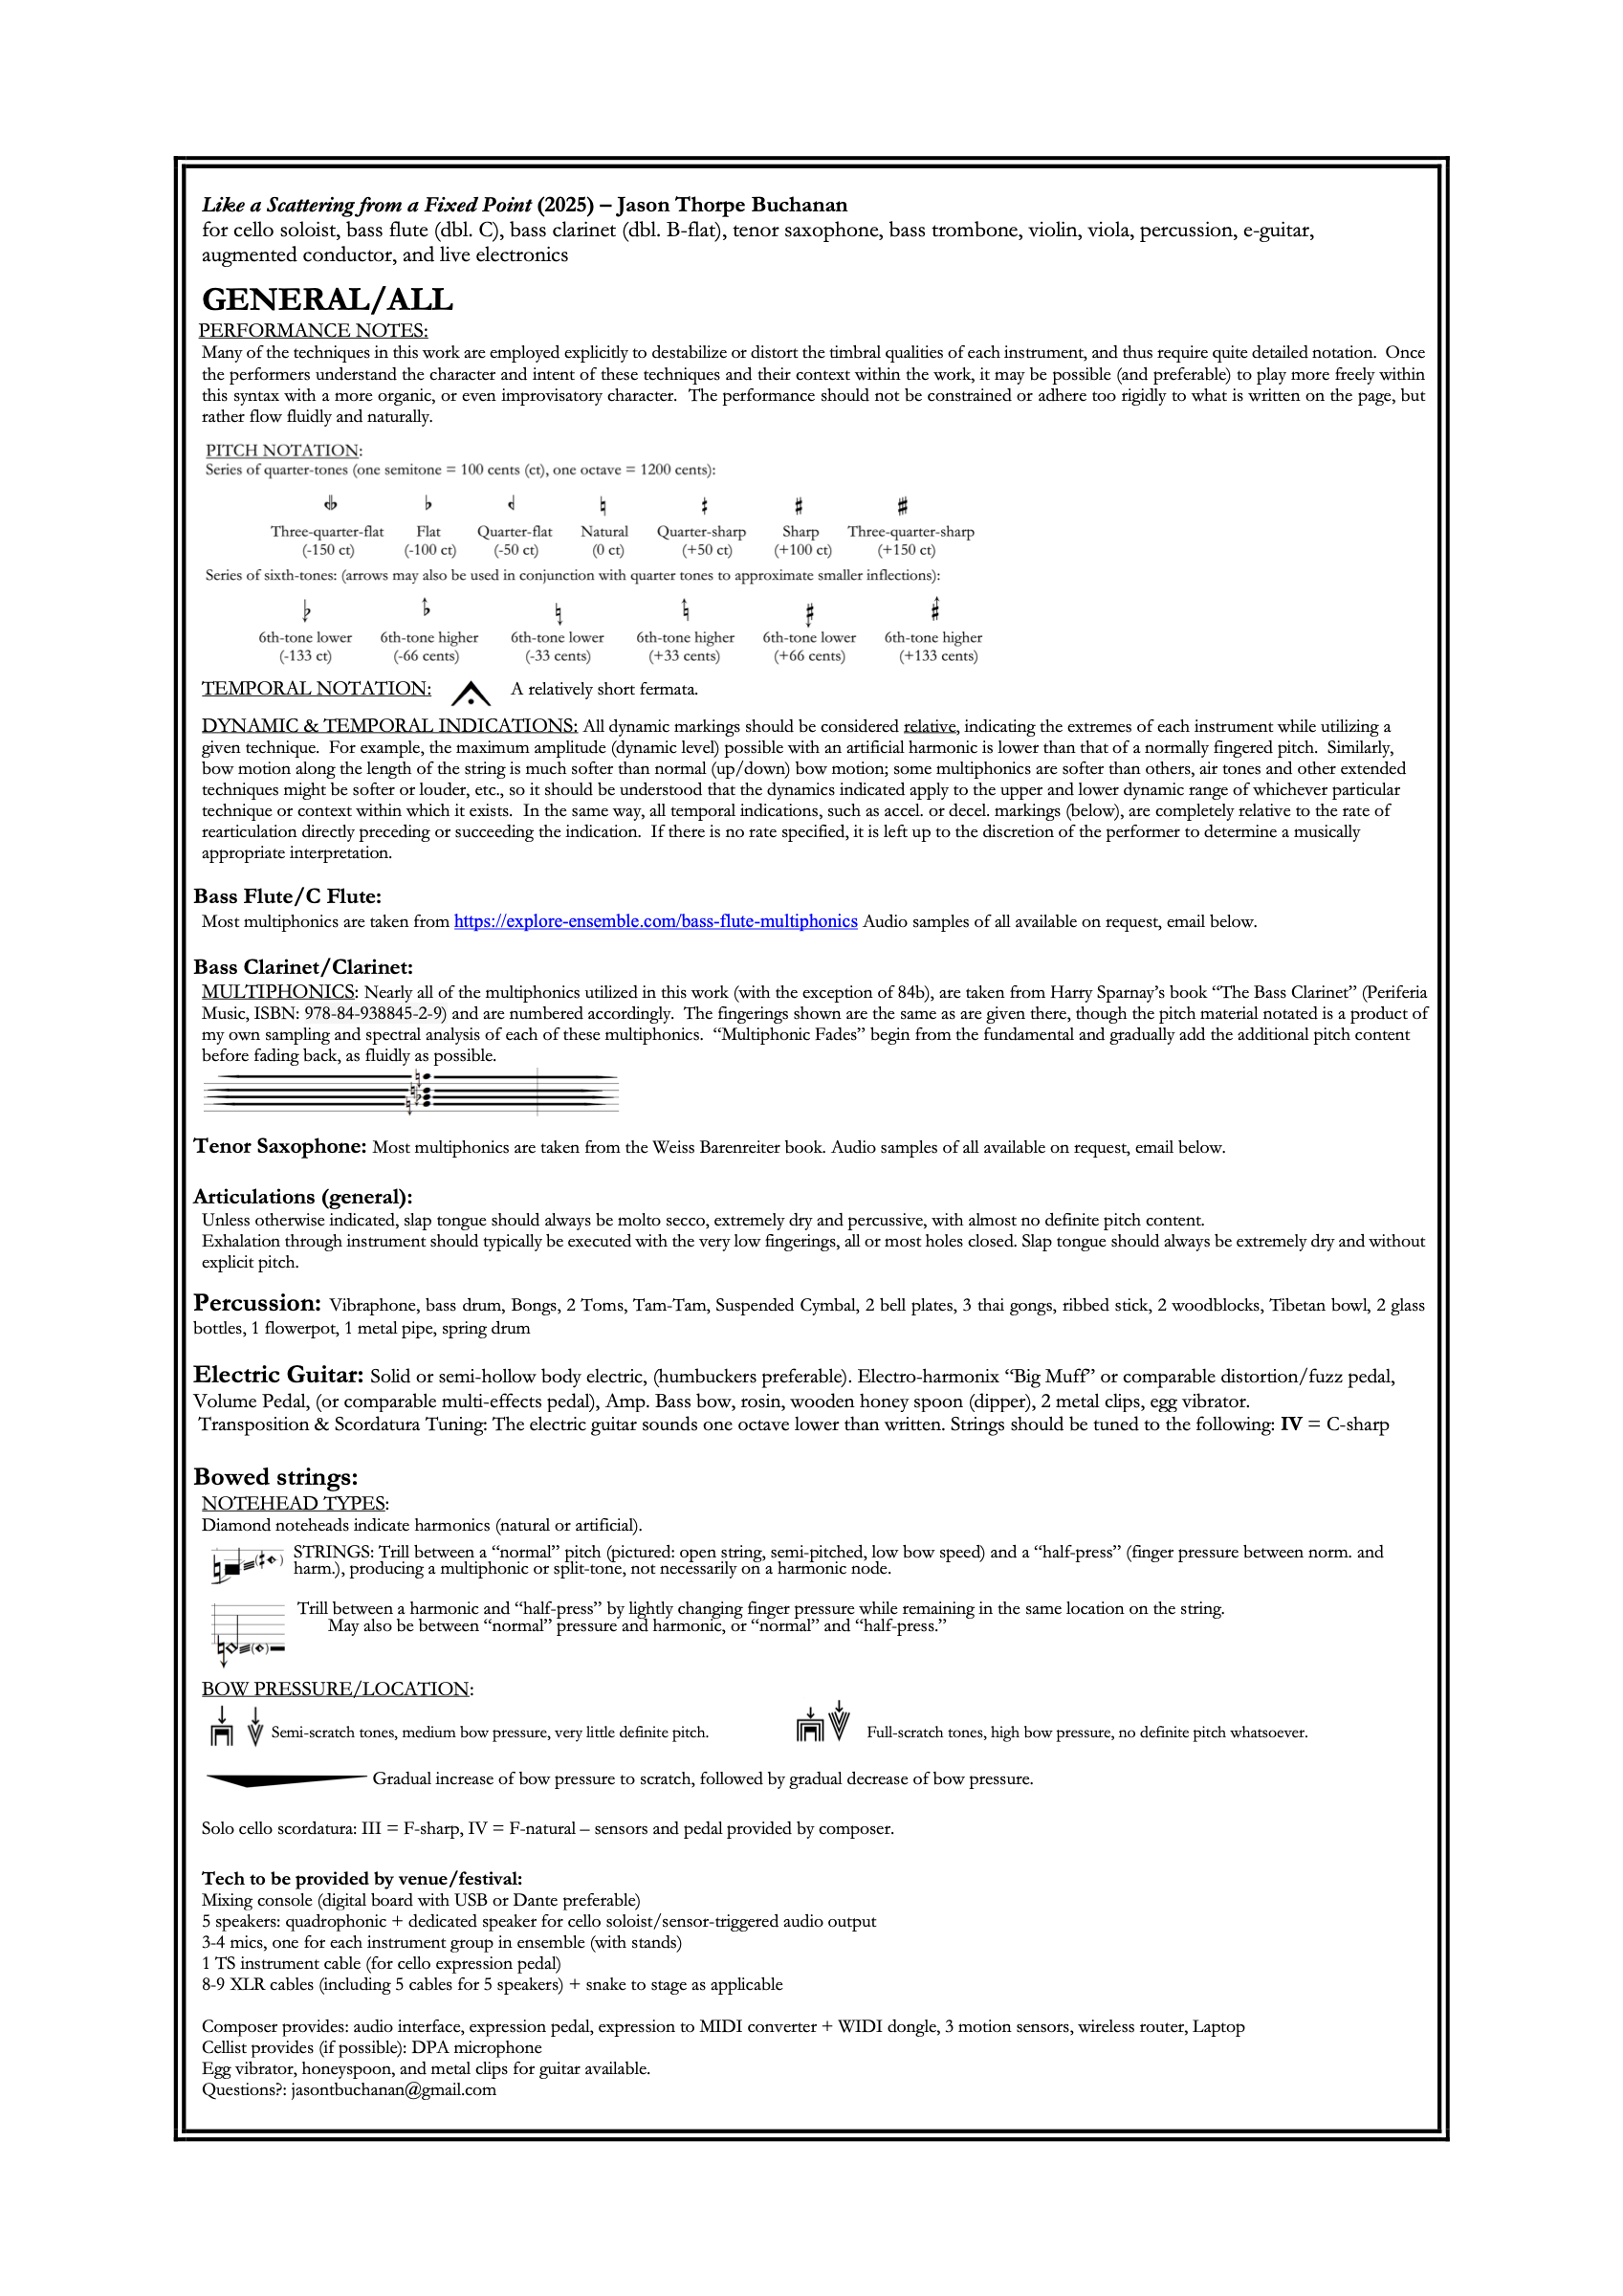 Like a Scattering from a Fixed Point (2025) – Jason Thorpe Buchanan
for cello soloist, bass flute (dbl. C), bass clarinet (dbl. B-flat), tenor saxophone, bass trombone, violin, viola, percussion, e-guitar,
augmented conductor, and live electronics
GENERAL/ALL
PERFORMANCE NOTES:
Many of the techniques in this work are employed explicitly to destabilize or distort the timbral qualities of each instrument, and thus require quite detailed notation. Once
the performers understand the character and intent of these techniques and their context within the work, it may be possible (and preferable) to play more freely within
this syntax with a more organic, or even improvisatory character. The performance should not be constrained or adhere too rigidly to what is written on the page, but
rather flow fluidly and naturally.
PITCH NOTATION:
Series of quarter-tones (one semitone = 100 cents (ct), one octave = 1200 cents):
Three-quarter-flat Flat Quarter-flat Natural Quarter-sharp Sharp Three-quarter-sharp
(-150 ct) (-100 ct) (-50 ct) (0 ct) (+50 ct) (+100 ct) (+150 ct)
Series of sixth-tones: (arrows may also be used in conjunction with quarter tones to approximate smaller inflections):
6th-tone lower 6th-tone higher 6th-tone lower 6th-tone higher 6th-tone lower 6th-tone higher
(-133 ct) (-66 cents) (-33 cents) (+33 cents) (+66 cents) (+133 cents)
TEMPORAL NOTATION: A relatively short fermata.
DYNAMIC & TEMPORAL INDICATIONS: All dynamic markings should be considered relative, indicating the extremes of each instrument while utilizing a
given technique. For example, the maximum amplitude (dynamic level) possible with an artificial harmonic is lower than that of a normally fingered pitch. Similarly,
bow motion along the length of the string is much softer than normal (up/down) bow motion; some multiphonics are softer than others, air tones and other extended
techniques might be softer or louder, etc., so it should be understood that the dynamics indicated apply to the upper and lower dynamic range of whichever particular
technique or context within which it exists. In the same way, all temporal indications, such as accel. or decel. markings (below), are completely relative to the rate of
rearticulation directly preceding or succeeding the indication. If there is no rate specified, it is left up to the discretion of the performer to determine a musically
appropriate interpretation.
Bass Flute/C Flute:
Most multiphonics are taken from https://explore-ensemble.com/bass-flute-multiphonics Audio samples of all available on request, email below.
Bass Clarinet/Clarinet:
MULTIPHONICS: Nearly all of the multiphonics utilized in this work (with the exception of 84b), are taken from Harry Sparnay’s book “The Bass Clarinet” (Periferia
Music, ISBN: 978-84-938845-2-9) and are numbered accordingly. The fingerings shown are the same as are given there, though the pitch material notated is a product of
my own sampling and spectral analysis of each of these multiphonics. “Multiphonic Fades” begin from the fundamental and gradually add the additional pitch content
before fading back, as fluidly as possible.
Tenor Saxophone: Most multiphonics are taken from the Weiss Barenreiter book. Audio samples of all available on request, email below.
Articulations (general):
Unless otherwise indicated, slap tongue should always be molto secco, extremely dry and percussive, with almost no definite pitch content.
Exhalation through instrument should typically be executed with the very low fingerings, all or most holes closed. Slap tongue should always be extremely dry and without
explicit pitch.
Percussion: Vibraphone, bass drum, Bongs, 2 Toms, Tam-Tam, Suspended Cymbal, 2 bell plates, 3 thai gongs, ribbed stick, 2 woodblocks, Tibetan bowl, 2 glass
bottles, 1 flowerpot, 1 metal pipe, spring drum
Electric Guitar: Solid or semi-hollow body electric, (humbuckers preferable). Electro-harmonix “Big Muff” or comparable distortion/fuzz pedal,
Volume Pedal, (or comparable multi-effects pedal), Amp. Bass bow, rosin, wooden honey spoon (dipper), 2 metal clips, egg vibrator.
Transposition & Scordatura Tuning: The electric guitar sounds one octave lower than written. Strings should be tuned to the following: IV = C-sharp
Bowed strings:
NOTEHEAD TYPES:
Diamond noteheads indicate harmonics (natural or artificial).
STRINGS: Trill between a “normal” pitch (pictured: open string, semi-pitched, low bow speed) and a “half-press” (finger pressure between norm. and
harm.), producing a multiphonic or split-tone, not necessarily on a harmonic node.
Trill between a harmonic and “half-press” by lightly changing finger pressure while remaining in the same location on the string.
May also be between “normal” pressure and harmonic, or “normal” and “half-press.”
BOW PRESSURE/LOCATION:
Semi-scratch tones, medium bow pressure, very little definite pitch. Full-scratch tones, high bow pressure, no definite pitch whatsoever.
Gradual increase of bow pressure to scratch, followed by gradual decrease of bow pressure.
Solo cello scordatura: III = F-sharp, IV = F-natural – sensors and pedal provided by composer.
Tech to be provided by venue/festival:
Mixing console (digital board with USB or Dante preferable)
5 speakers: quadrophonic + dedicated speaker for cello soloist/sensor-triggered audio output
3-4 mics, one for each instrument group in ensemble (with stands)
1 TS instrument cable (for cello expression pedal)
8-9 XLR cables (including 5 cables for 5 speakers) + snake to stage as applicable
Composer provides: audio interface, expression pedal, expression to MIDI converter + WIDI dongle, 3 motion sensors, wireless router, Laptop
Cellist provides (if possible): DPA microphone
Egg vibrator, honeyspoon, and metal clips for guitar available.
Questions?: jasontbuchanan@gmail.com